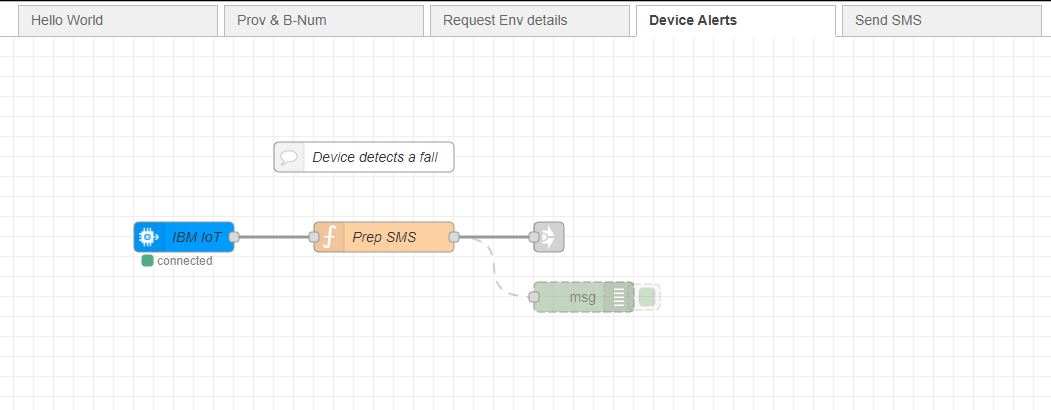 Hello World
Prov & B-Num
Request Env details
Device Alerts
Send SMS
Device detects a fall
IBM IoT
Prep SMS
connected
msg